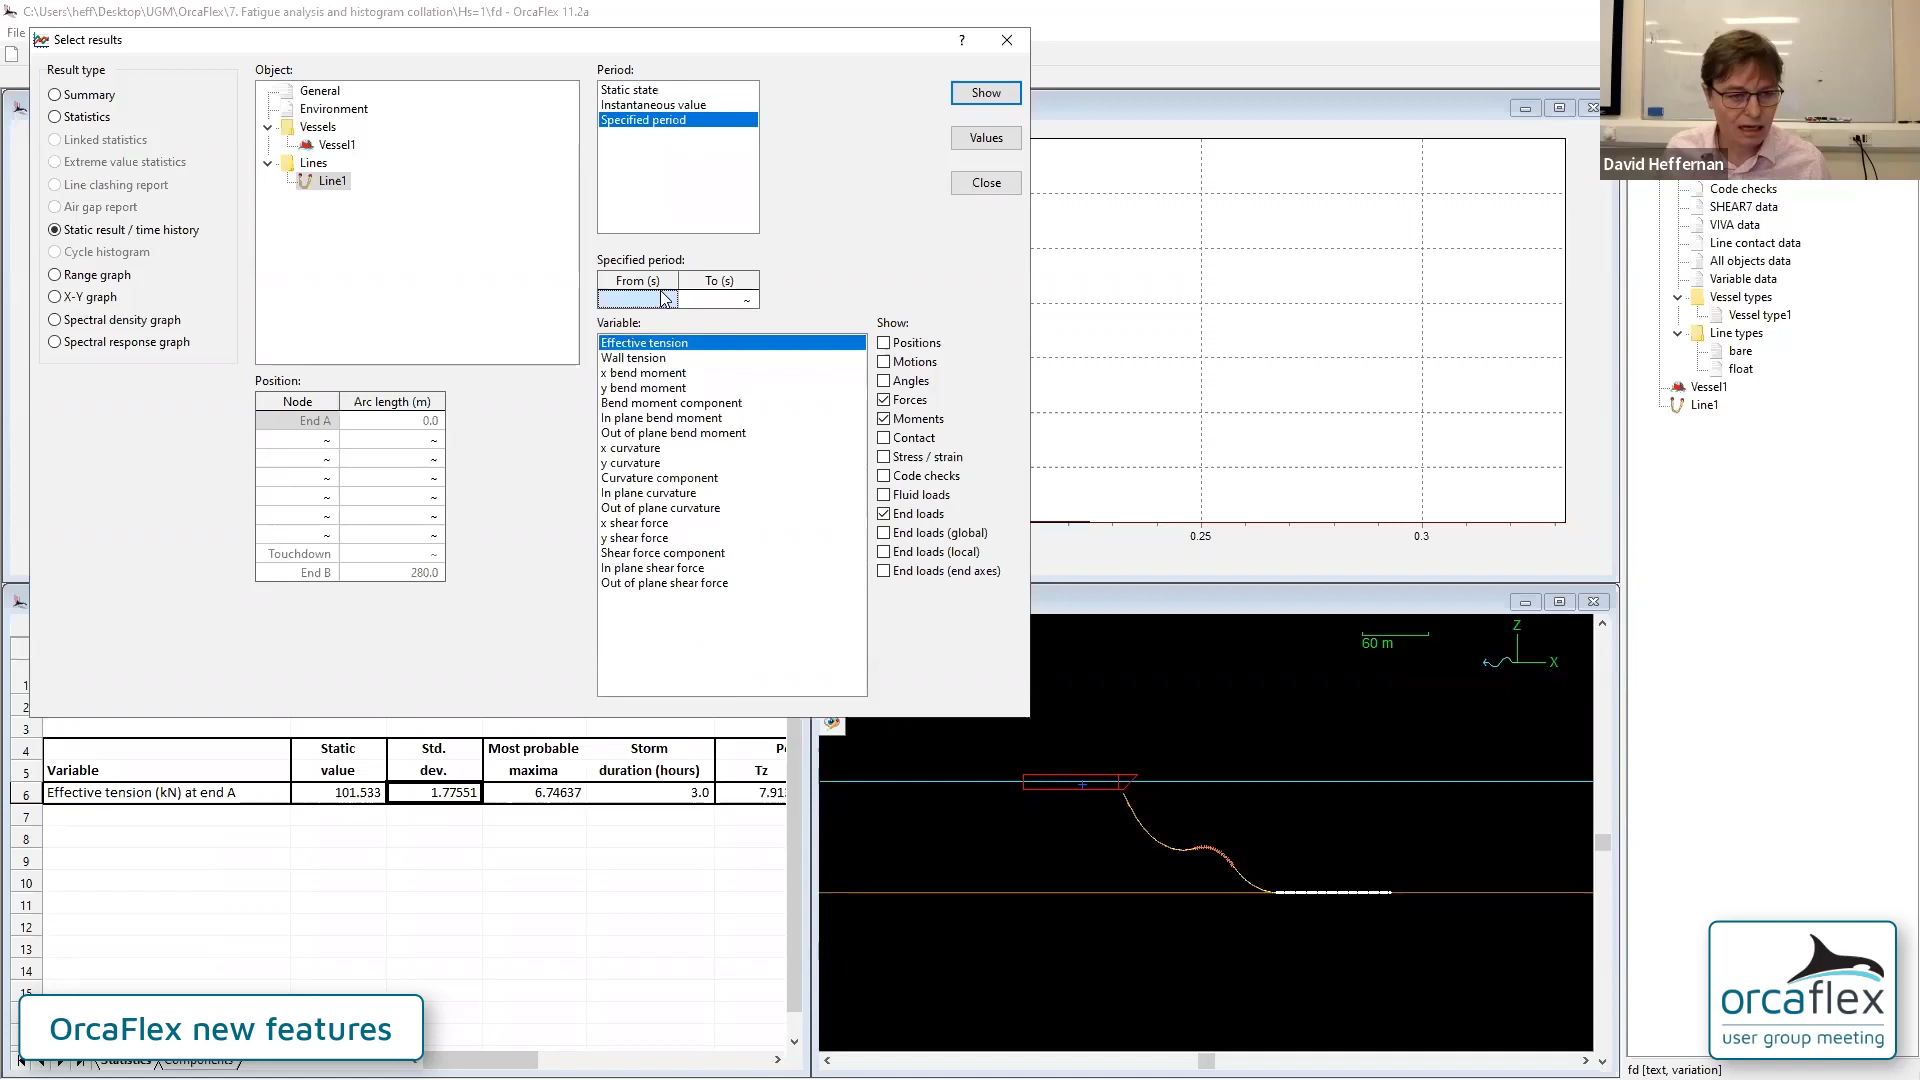 C:\Users\heff\Desktop\UGM\OrcaFlex\7. Fatigue analysis and histogram collation\Hs=1\fd - OrcaFlex 11.2a
File
Select results
?
Result type
Summary
Statistics
Linked statistics
Extreme value statistics
Line clashing report
Air gap report
Static result / time history
Cycle histogram
Range graph
X-Y graph
Spectral density graph
Spectral response graph
Object:
General
Environment
Vessels
Vessel1
Lines
Line1
Position:
Node Arc length (m)
End A 0.0
~ ~
~ ~
~ ~
~ ~
~ ~
~ ~
Touchdown ~
End B 280.0
Period:
Static state
Instantaneous value
Specified period
Specified period:
From (s) To (s)
~
Variable:
Effective tension
Wall tension
x bend moment
y bend moment
Bend moment component
In plane bend moment
Out of plane bend moment
x curvature
y curvature
Curvature component
In plane curvature
Out of plane curvature
x shear force
y shear force
Shear force component
In plane shear force
Out of plane shear force
Show:
Positions
Motions
Angles
Forces
Moments
Contact
Stress / strain
Code checks
Fluid loads
End loads
End loads (global)
End loads (local)
End loads (end axes)
Show
Values
Close
0.25 0.3
David Heffernan
Code checks
SHEAR7 data
VIVA data
Line contact data
All objects data
Variable data
Vessel types
Vessel type1
Line types
bare
float
Vessel1
Line1
1
2
3
4 Static Std. Most probable Storm
5 Variable value dev. maxima duration (hours) Tz
6 Effective tension (kN) at end A 101.533 1.77551 6.74637 3.0
7
8
9
10
11
12
13
14
15
Statistics Components
60 m
Z
X
OrcaFlex new features
orcaflex
user group meeting
fd [text, variation]